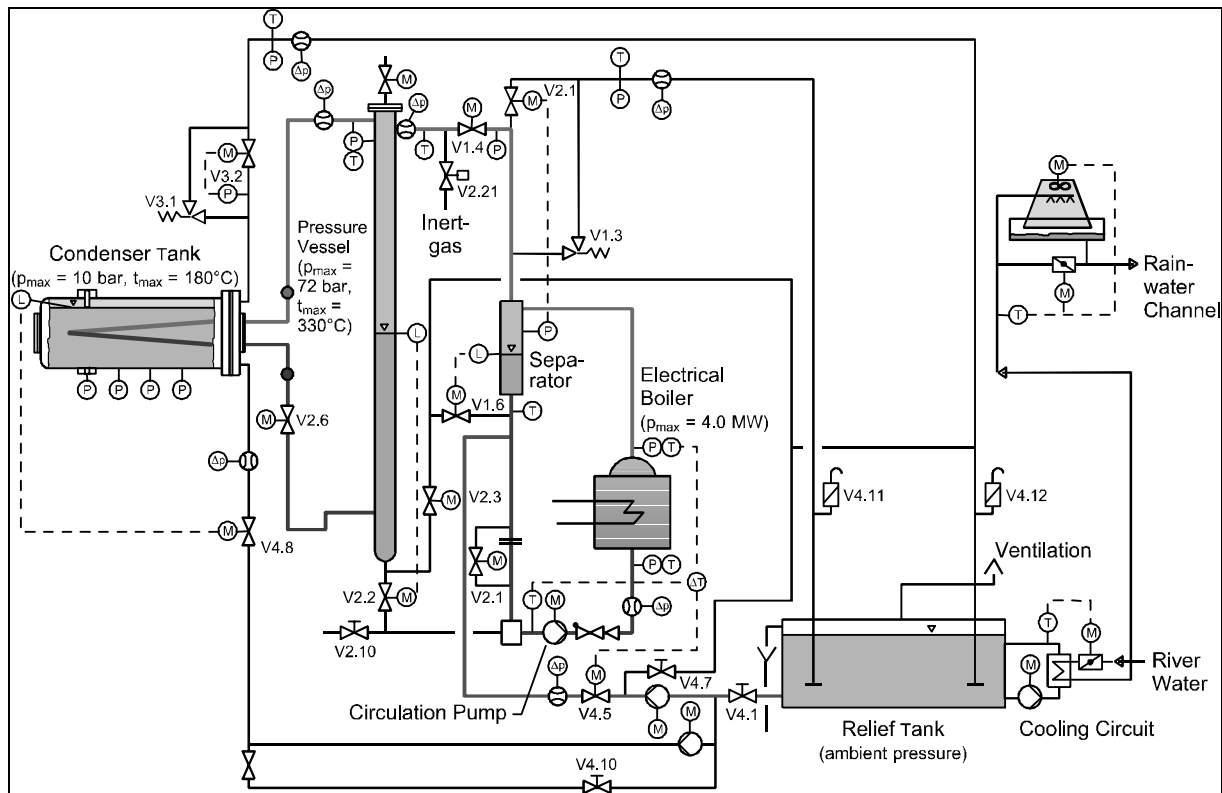 T
P
Δp
M
Δp
Δp
M
V2.1
M
T
P
Δp
P
T
T
V1.4
P
M
V3.2
P
V2.21
Inert-
gas
V3.1
V1.3
M
M
T
Rain-
water
Channel
Condenser Tank
(pmax = 10 bar, tmax = 180°C)
L
Pressure
Vessel
(pmax =
72 bar,
tmax =
330°C)
L
P
L
Sepa-
rator
M
V1.6
T
Electrical
Boiler
(pmax = 4.0 MW)
P
P
P
P
M
V2.6
P
T
Δp
M
V2.3
V4.11
V4.12
M
V4.8
Ventilation
M
V2.1
P
T
ΔT
V2.2
M
T
M
Δp
T
M
V2.10
River
Water
Δp
M
V4.7
M
Circulation Pump
V4.5
M
M
V4.1
Relief Tank
(ambient pressure)
Cooling Circuit
V4.10